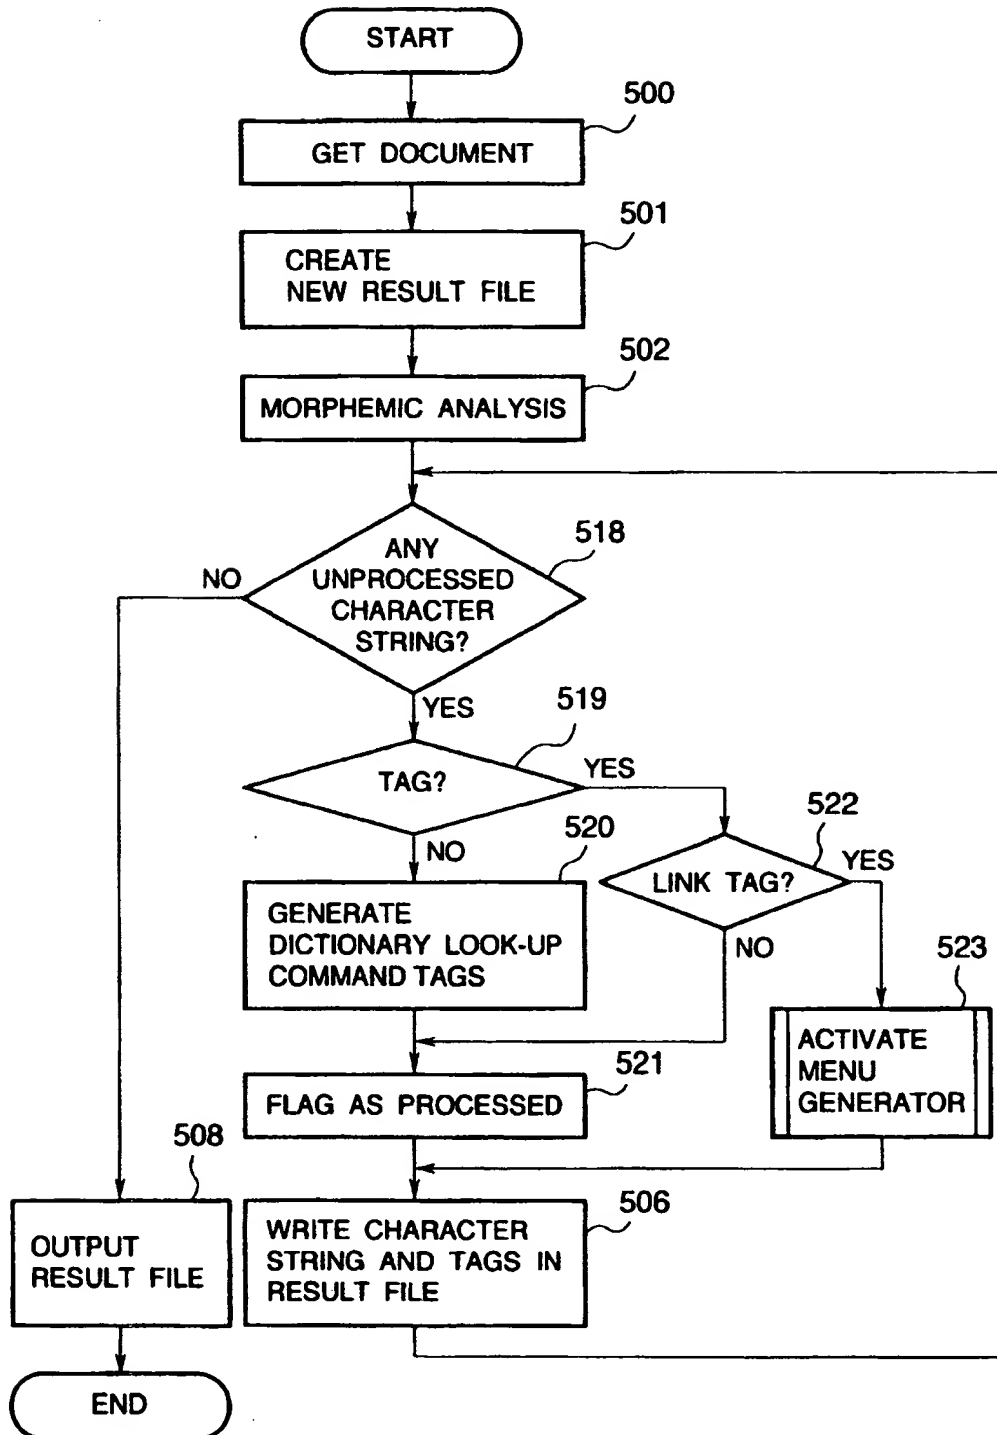 START
500
GET DOCUMENT
501
CREATE
NEW RESULT FILE
502
MORPHEMIC ANALYSIS
518
ANY
UNPROCESSED
CHARACTER
STRING?
NO
YES
519
TAG?
YES
522
NO
520
LINK TAG?
YES
GENERATE
DICTIONARY LOOK-UP
COMMAND TAGS
NO
523
ACTIVATE
MENU
GENERATOR
521
FLAG AS PROCESSED
508
OUTPUT
RESULT FILE
506
WRITE CHARACTER
STRING AND TAGS IN
RESULT FILE
END